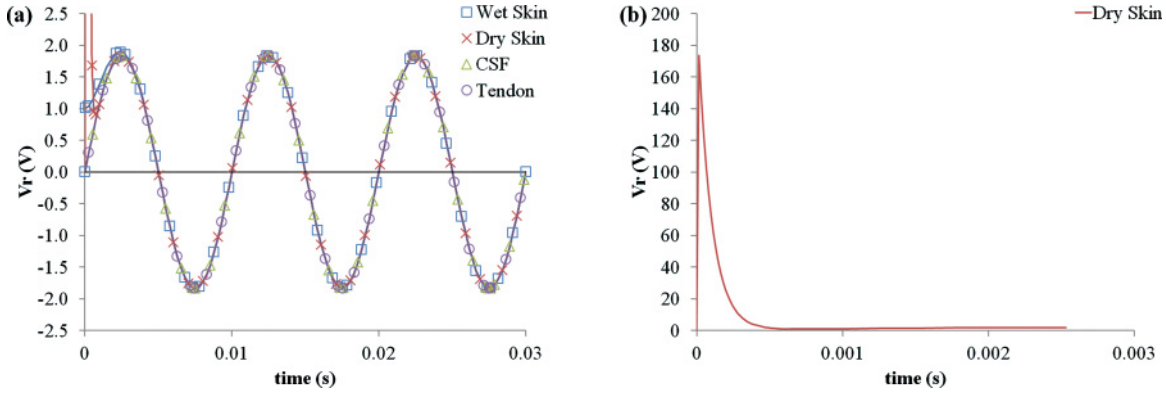 (a)
Vr (V)
2.5
2.0
1.5
1.0
0.5
0.0
-0.5
-1.0
-1.5
-2.0
-2.5
0
0.01
0.02
0.03
time (s)
Wet Skin
Dry Skin
CSF
Tendon
(b)
Vr (V)
200
180
160
140
120
100
80
60
40
20
0
0
0.001
0.002
0.003
time (s)
Dry Skin